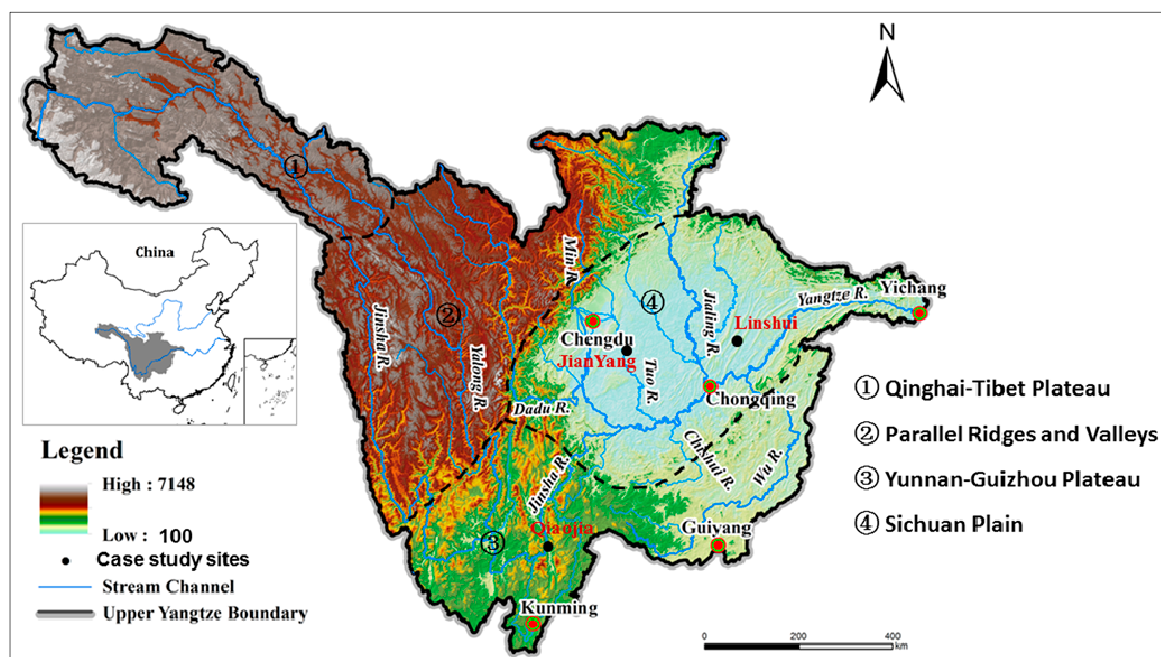 N
①
China
Min R.
Jinsha R.
②
Yalong R.
④
Jialing R.
Yangtze R.
Yichang
Linshui
Chengdu
JianYang
Tuo R.
Chongqing
Dadu R.
Chishui R.
Wu R.
Jinsha R.
Qiaojia
③
Guiyang
Kunming
① Qinghai-Tibet Plateau
② Parallel Ridges and Valleys
③ Yunnan-Guizhou Plateau
④ Sichuan Plain
Legend
High : 7148
Low : 100
Case study sites
Stream Channel
Upper Yangtze Boundary
0 200 400
km